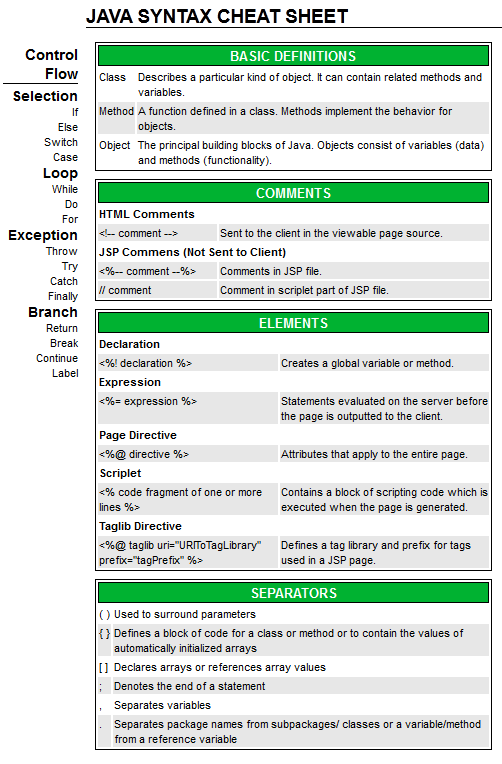 JAVA SYNTAX CHEAT SHEET
Control
Flow
Selection
If
Else
Switch
Case
Loop
While
Do
For
Exception
Throw
Try
Catch
Finally
Branch
Return
Break
Continue
Label
BASIC DEFINITIONS
Class Describes a particular kind of object. It can contain related methods and
variables.
Method A function defined in a class. Methods implement the behavior for
objects.
Object The principal building blocks of Java. Objects consist of variables (data)
and methods (functionality).
COMMENTS
HTML Comments
<!-- comment --> Sent to the client in the viewable page source.
JSP Commens (Not Sent to Client)
<%-- comment --%> Comments in JSP file.
// comment Comment in scriplet part of JSP file.
ELEMENTS
Declaration
<%! declaration %> Creates a global variable or method.
Expression
<%= expression %> Statements evaluated on the server before
the page is outputted to the client.
Page Directive
<%@ directive %> Attributes that apply to the entire page.
Scriplet
<% code fragment of one or more Contains a block of scripting code which is
lines %> executed when the page is generated.
Taglib Directive
<%@ taglib uri="URIToTagLibrary" Defines a tag library and prefix for tags
prefix="tagPrefix" %> used in a JSP page.
SEPARATORS
( ) Used to surround parameters
{ } Defines a block of code for a class or method or to contain the values of
automatically initialized arrays
[ ] Declares arrays or references array values
; Denotes the end of a statement
, Separates variables
. Separates package names from subpackages/ classes or a variable/method
from a reference variable